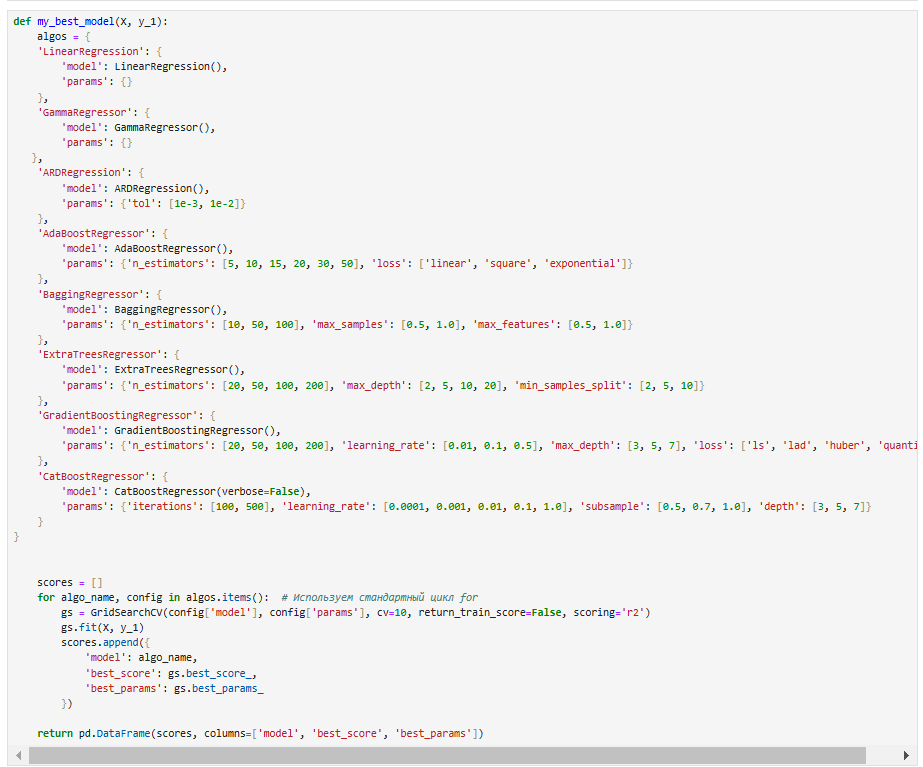 def my_best_model(X, y_1):
    algos = {
    'LinearRegression': {
        'model': LinearRegression(),
        'params': {}
    },
    'GammaRegressor': {
        'model': GammaRegressor(),
        'params': {}
   },
    'ARDRegression': {
        'model': ARDRegression(),
        'params': {'tol': [1e-3, 1e-2]}
    },
    'AdaBoostRegressor': {
        'model': AdaBoostRegressor(),
        'params': {'n_estimators': [5, 10, 15, 20, 30, 50], 'loss': ['linear', 'square', 'exponential']}
    },
    'BaggingRegressor': {
        'model': BaggingRegressor(),
        'params': {'n_estimators': [10, 50, 100], 'max_samples': [0.5, 1.0], 'max_features': [0.5, 1.0]}
    },
    'ExtraTreesRegressor': {
        'model': ExtraTreesRegressor(),
        'params': {'n_estimators': [20, 50, 100, 200], 'max_depth': [2, 5, 10, 20], 'min_samples_split': [2, 5, 10]}
    },
    'GradientBoostingRegressor': {
        'model': GradientBoostingRegressor(),
        'params': {'n_estimators': [20, 50, 100, 200], 'learning_rate': [0.01, 0.1, 0.5], 'max_depth': [3, 5, 7], 'loss': ['ls', 'lad', 'huber', 'quanti
    },
    'CatBoostRegressor': {
        'model': CatBoostRegressor(verbose=False),
        'params': {'iterations': [100, 500], 'learning_rate': [0.0001, 0.001, 0.01, 0.1, 1.0], 'subsample': [0.5, 0.7, 1.0], 'depth': [3, 5, 7]}
    }
}
    scores = []
    for algo_name, config in algos.items():  # Используем стандартный цикл for
        gs = GridSearchCV(config['model'], config['params'], cv=10, return_train_score=False, scoring='r2')
        gs.fit(X, y_1)
        scores.append({
            'model': algo_name,
            'best_score': gs.best_score_,
            'best_params': gs.best_params_
        })
    return pd.DataFrame(scores, columns=['model', 'best_score', 'best_params'])